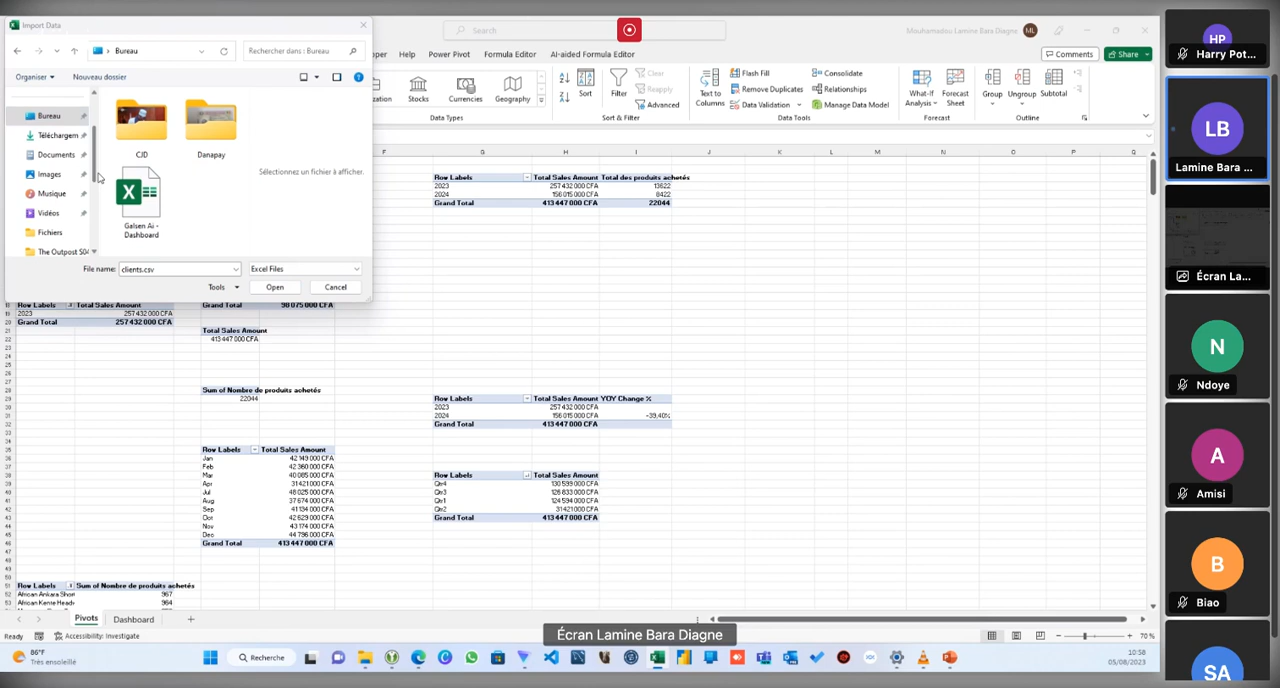 Import Data
Bureau
Rechercher dans : Bureau
Organiser
Nouveau dossier
Bureau
Téléchargem
Documents
Images
Musique
Vidéos
Fichiers
The Outpost S04
CJD
Danapay
Galsen Ai - Dashboard
Sélectionnez un fichier à afficher.
File name:
clients.csv
Excel Files
Tools
Open
Cancel
Search
Mouhamadou Lamine Bara Diagne
ML
Help
Power Pivot
Formula Editor
AI-aided Formula Editor
Comments
Share
Stocks
Currencies
Geography
Data Types
Sort
Filter
Clear
Reapply
Advanced
Sort & Filter
Text to Columns
Flash Fill
Remove Duplicates
Data Validation
Consolidate
Relationships
Manage Data Model
Data Tools
What-If Analysis
Forecast Sheet
Forecast
Group
Ungroup
Subtotal
Outline
F G H I J K L M N O P Q
Row Labels Total Sales Amount Total des produits achetés
2023 257 432 000 CFA 13622
2024 156 015 000 CFA 8422
Grand Total 413 447 000 CFA 22044
Row Labels Total Sales Amount
2023 257 432 000 CFA
Grand Total 257 432 000 CFA
Grand Total 98 075 000 CFA
Total Sales Amount
413 447 000 CFA
Sum of Nombre de produits achetés
22044
Row Labels Total Sales Amount YOY Change %
2023 257 432 000 CFA
2024 156 015 000 CFA -39,40%
Grand Total 413 447 000 CFA
Row Labels Total Sales Amount
Jan 42 149 000 CFA
Feb 42 360 000 CFA
Mar 40 085 000 CFA
Apr 31 421 000 CFA
Jul 48 025 000 CFA
Aug 37 674 000 CFA
Sep 41 134 000 CFA
Oct 42 629 000 CFA
Nov 43 174 000 CFA
Dec 44 796 000 CFA
Grand Total 413 447 000 CFA
Row Labels Total Sales Amount
Qtr4 130 599 000 CFA
Qtr3 126 833 000 CFA
Qtr1 124 594 000 CFA
Qtr2 31 421 000 CFA
Grand Total 413 447 000 CFA
Row Labels Sum of Nombre de produits achetés
African Ankara Short 967
African Kente Heads 964
Pivots
Dashboard
Ready
Accessibility: Investigate
70 %
Écran Lamine Bara Diagne
86°F
Très ensoleillé
Recherche
10:58
05/08/2023
HP
Harry Pot...
LB
Lamine Bara ...
Écran La...
N
Ndoye
A
Amisi
B
Biao
SA